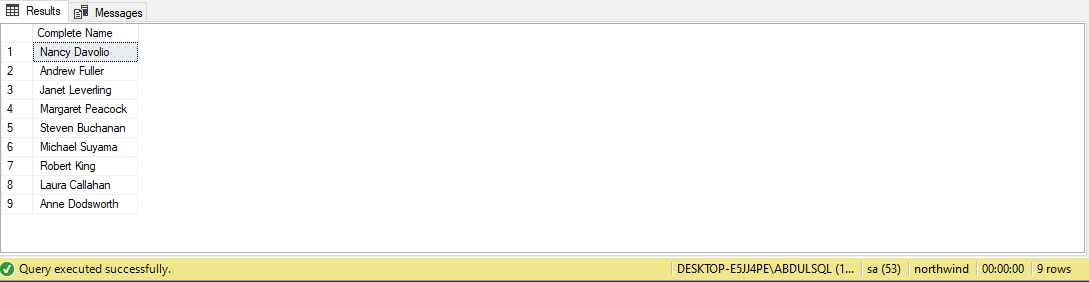 Results Messages
Complete Name
1 Nancy Davolio
2 Andrew Fuller
3 Janet Leverling
4 Margaret Peacock
5 Steven Buchanan
6 Michael Suyama
7 Robert King
8 Laura Callahan
9 Anne Dodsworth
Query executed successfully. DESKTOP-E5JJ4PE\ABDULSQL (1... sa (53) northwind 00:00:00 9 rows